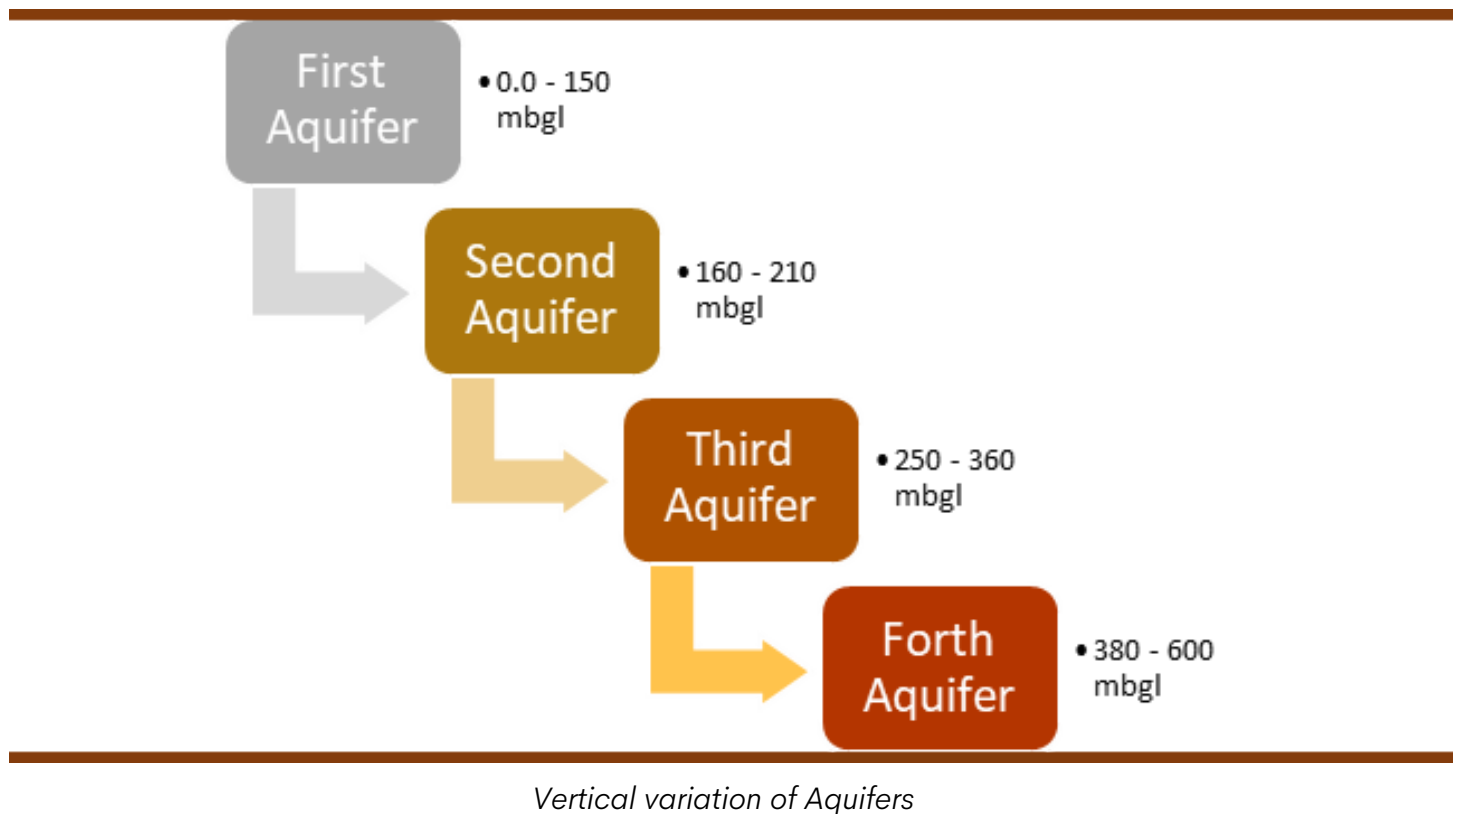 First
Aquifer
• 0.0 - 150
mbgl
Second
Aquifer
• 160 - 210
mbgl
Third
Aquifer
• 250 - 360
mbgl
Forth
Aquifer
• 380 - 600
mbgl
Vertical variation of Aquifers